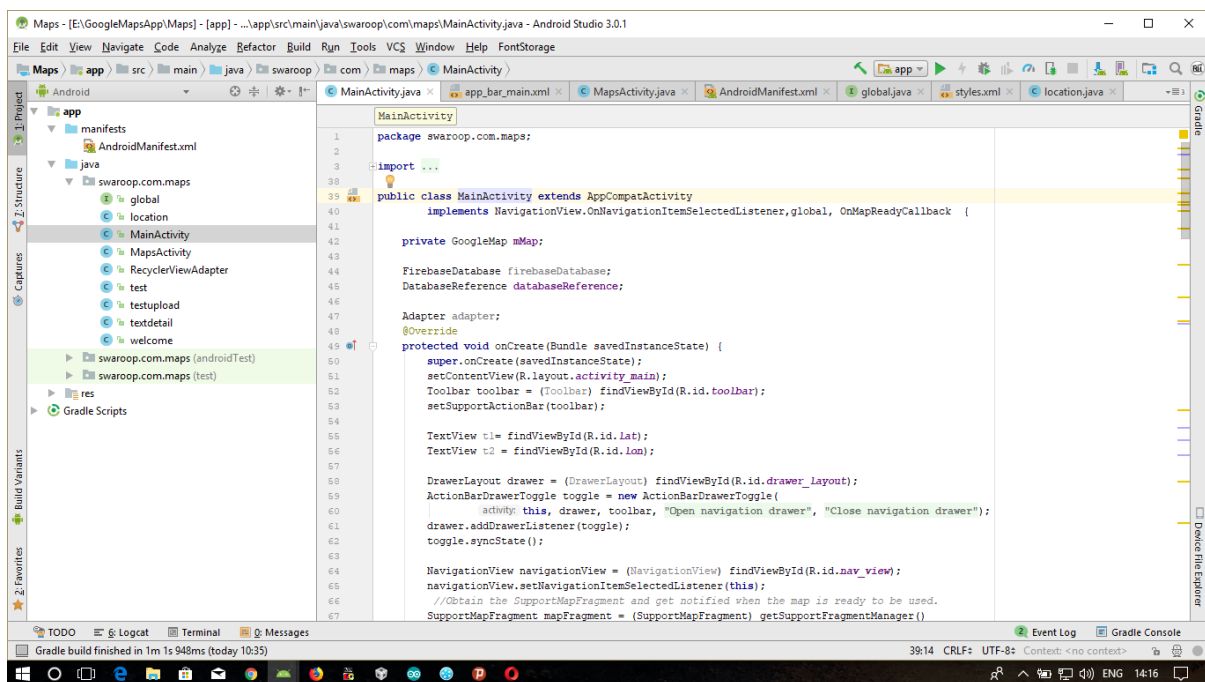 Maps - [E:\GoogleMapsApp\Maps] - [app] - ...\app\src\main\java\swaroop\com\maps\MainActivity.java - Android Studio 3.0.1
File Edit View Navigate Code Analyze Refactor Build Run Tools VCS Window Help FontStorage
Maps app src main java swaroop com maps MainActivity
app
Android
MainActivity.java app_bar_main.xml MapsActivity.java AndroidManifest.xml global.java styles.xml location.java
1: Project
Z: Structure
Captures
Build Variants
2: Favorites
app
manifests
AndroidManifest.xml
java
swaroop.com.maps
global
location
MainActivity
MapsActivity
RecyclerViewAdapter
test
testupload
textdetail
welcome
swaroop.com.maps (androidTest)
swaroop.com.maps (test)
res
Gradle Scripts
MainActivity
1 package swaroop.com.maps;
2
3 import ...
38
39 public class MainActivity extends AppCompatActivity
40 implements NavigationView.OnNavigationItemSelectedListener,global, OnMapReadyCallback {
41
42 private GoogleMap mMap;
43
44 FirebaseDatabase firebaseDatabase;
45 DatabaseReference databaseReference;
46
47 Adapter adapter;
48 @Override
49 protected void onCreate(Bundle savedInstanceState) {
50 super.onCreate(savedInstanceState);
51 setContentView(R.layout.activity_main);
52 Toolbar toolbar = (Toolbar) findViewById(R.id.toolbar);
53 setSupportActionBar(toolbar);
54
55 TextView t1= findViewById(R.id.lat);
56 TextView t2 = findViewById(R.id.lon);
57
58 DrawerLayout drawer = (DrawerLayout) findViewById(R.id.drawer_layout);
59 ActionBarDrawerToggle toggle = new ActionBarDrawerToggle(
60 activity: this, drawer, toolbar, "Open navigation drawer", "Close navigation drawer");
61 drawer.addDrawerListener(toggle);
62 toggle.syncState();
63
64 NavigationView navigationView = (NavigationView) findViewById(R.id.nav_view);
65 navigationView.setNavigationItemSelectedListener(this);
66 //Obtain the SupportMapFragment and get notified when the map is ready to be used.
67 SupportMapFragment mapFragment = (SupportMapFragment) getSupportFragmentManager()
Gradle
Device File Explorer
TODO 6: Logcat Terminal 0: Messages 2 Event Log Gradle Console
Gradle build finished in 1m 1s 948ms (today 10:35) 39:14 CRLF UTF-8 Context: <no context>
ENG 14:16